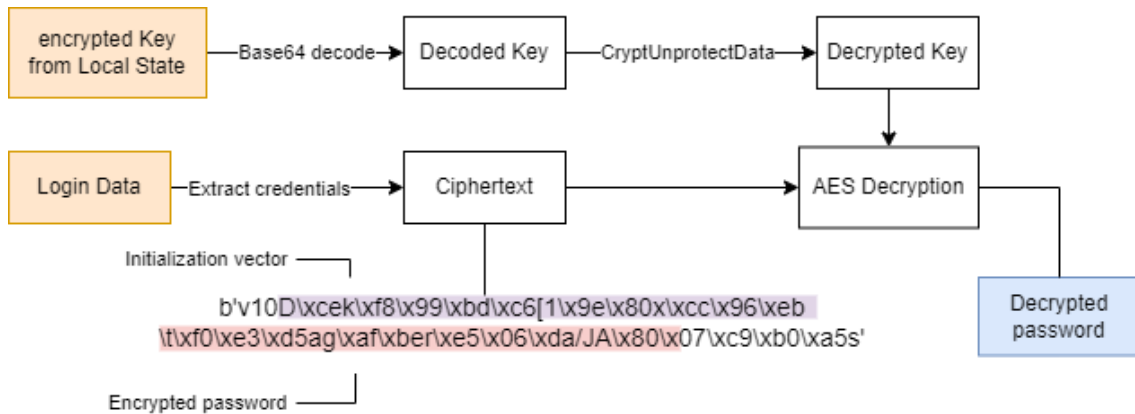 encrypted Key
from Local State
Base64 decode
Decoded Key
CryptUnprotectData
Decrypted Key
Login Data
Extract credentials
Ciphertext
AES Decryption
Initialization vector
b'v10D\xcek\xf8\x99\xbd\xc6[1\x9e\x80x\xcc\x96\xeb
\t\xf0\xe3\xd5ag\xaf\xber\xe5\x06\xda/JA\x80\x07\xc9\xb0\xa5s'
Encrypted password
Decrypted
password